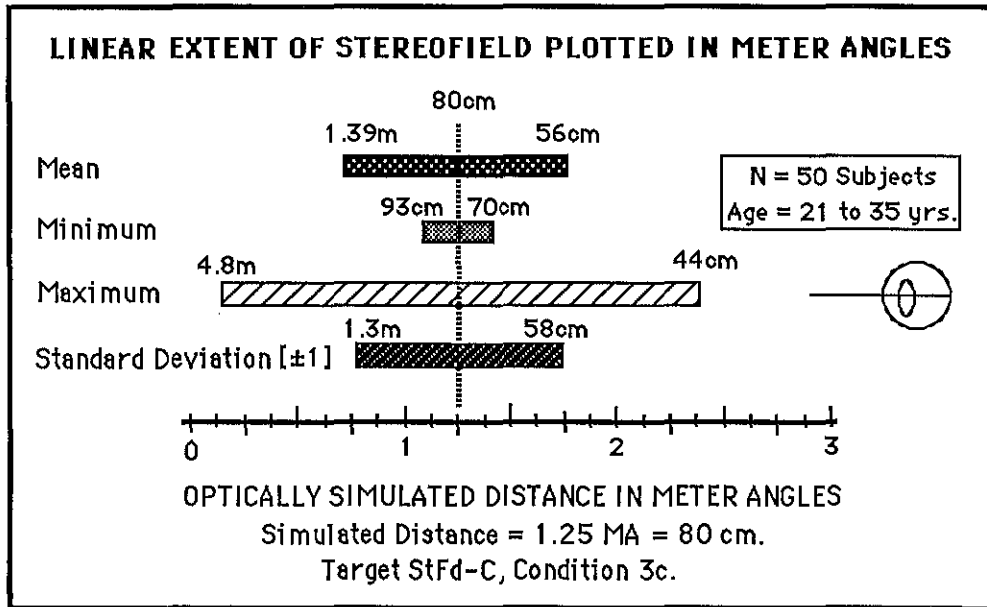 LINEAR EXTENT OF STEREOFIELD PLOTTED IN METER ANGLES
80cm
1.39m 56cm
Mean
N = 50 Subjects
Age = 21 to 35 yrs.
93cm 70cm
Minimum
4.8m 44cm
Maximum
1.3m 58cm
Standard Deviation [±1]
0 1 2 3
OPTICALLY SIMULATED DISTANCE IN METER ANGLES
Simulated Distance = 1.25 MA = 80 cm.
Target StFd-C, Condition 3c.